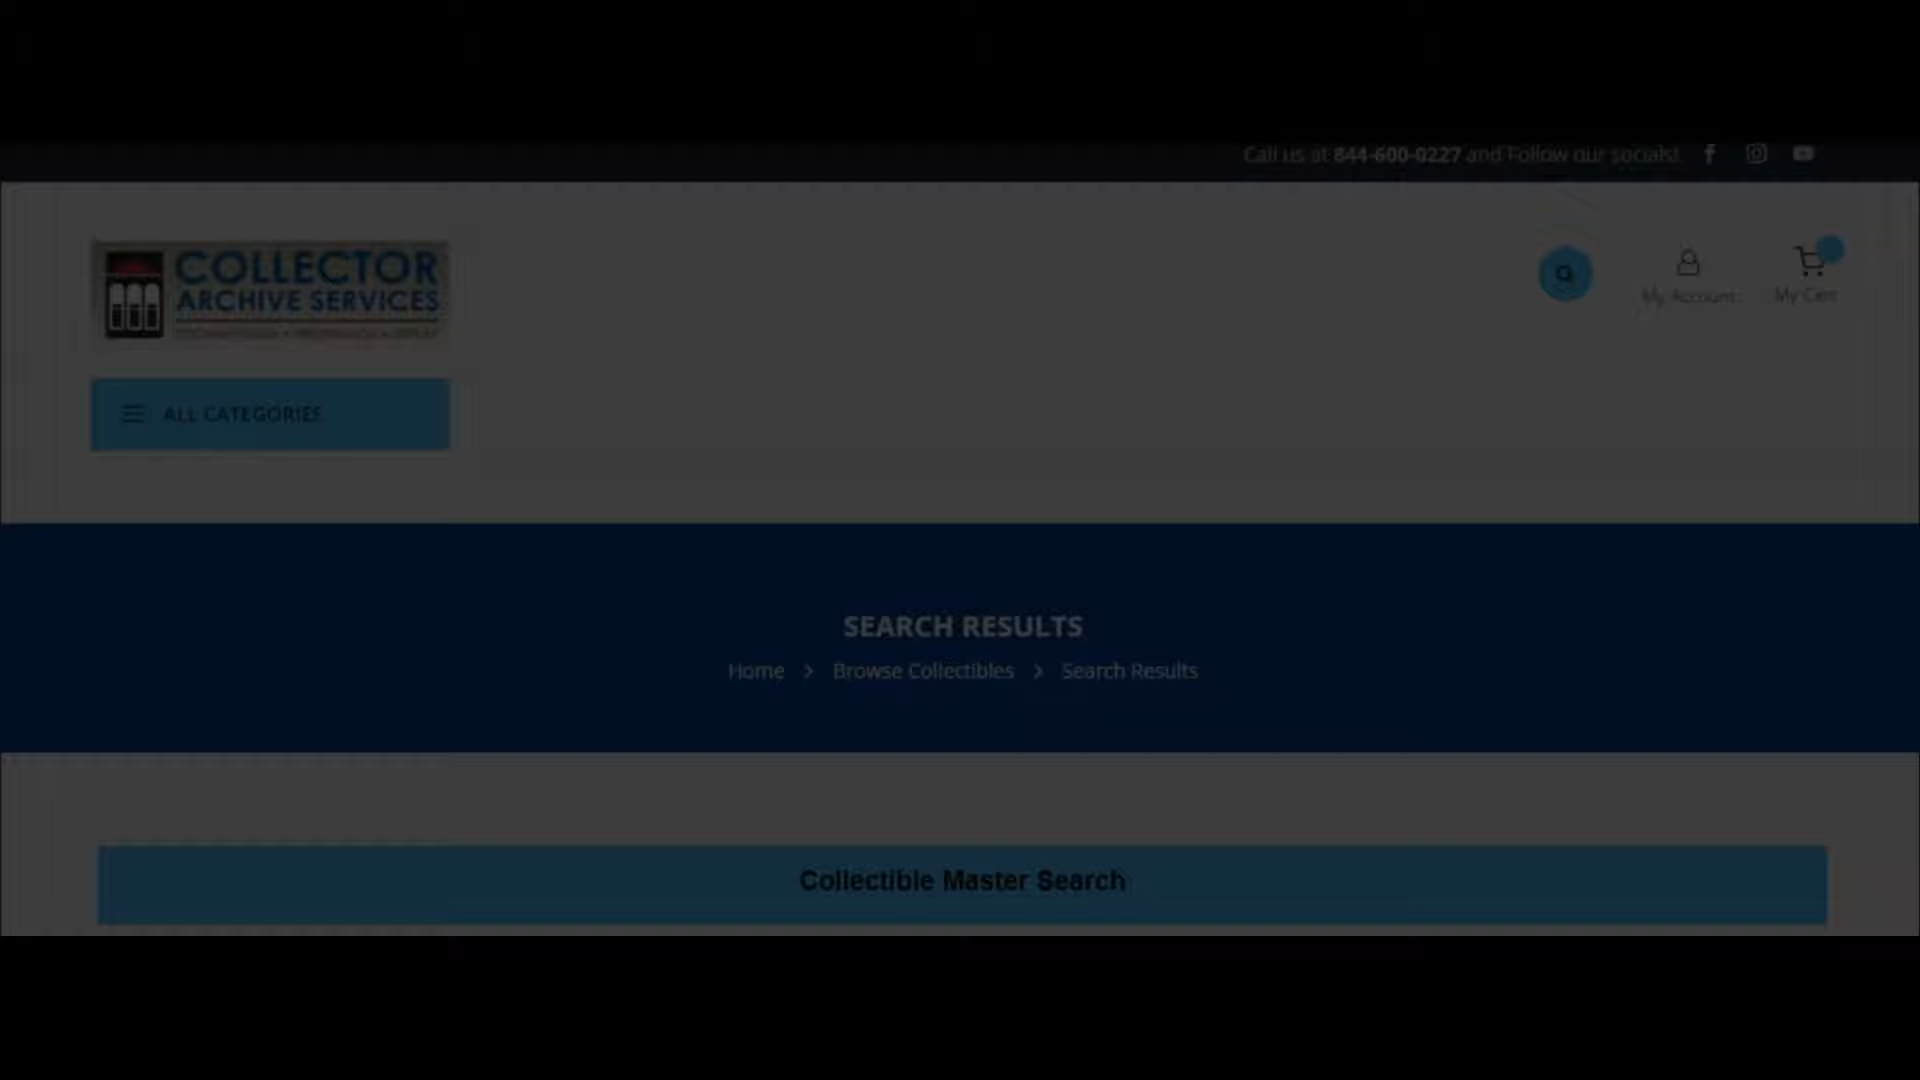 Call us at 844-600-0227 and Follow our socials!
COLLECTOR
ARCHIVE SERVICES
My Account
My Cart
ALL CATEGORIES
SEARCH RESULTS
Home > Browse Collectibles > Search Results
Collectible Master Search